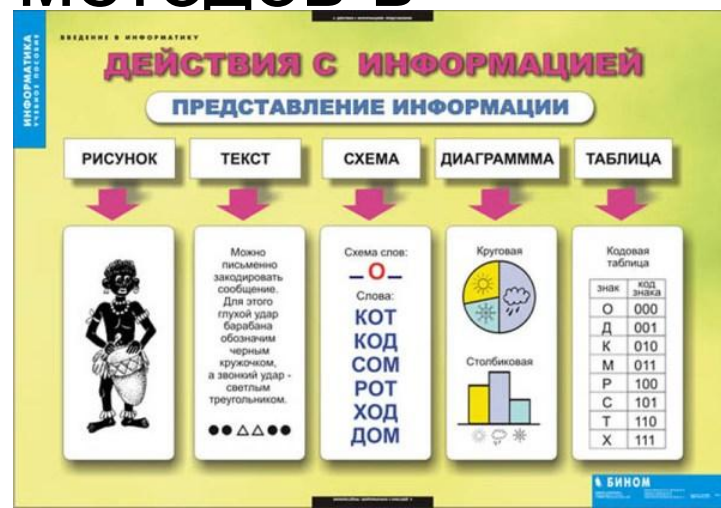 МЕТОДОВ В
ВВЕДЕНИЕ В ИНФОРМАТИКУ
ИНФОРМАТИКА
УЧЕБНОЕ ПОСОБИЕ
ДЕЙСТВИЯ С ИНФОРМАЦИЕЙ
ПРЕДСТАВЛЕНИЕ ИНФОРМАЦИИ
РИСУНОК
ТЕКСТ
СХЕМА
ДИАГРАМММА
ТАБЛИЦА
Можно
письменно
закодировать
сообщение.
Для этого
глухой удар
барабана
обозначим
черным
кружочком,
а звонкий удар -
светлым
треугольником.
Схема слов:
_ О _
Слова:
КОТ
КОД
СОМ
РОТ
ХОД
ДОМ
Круговая
Столбиковая
Кодовая
таблица
знак код знака
О 000
Д 001
К 010
М 011
Р 100
С 101
Т 110
Х 111
БИНОМ